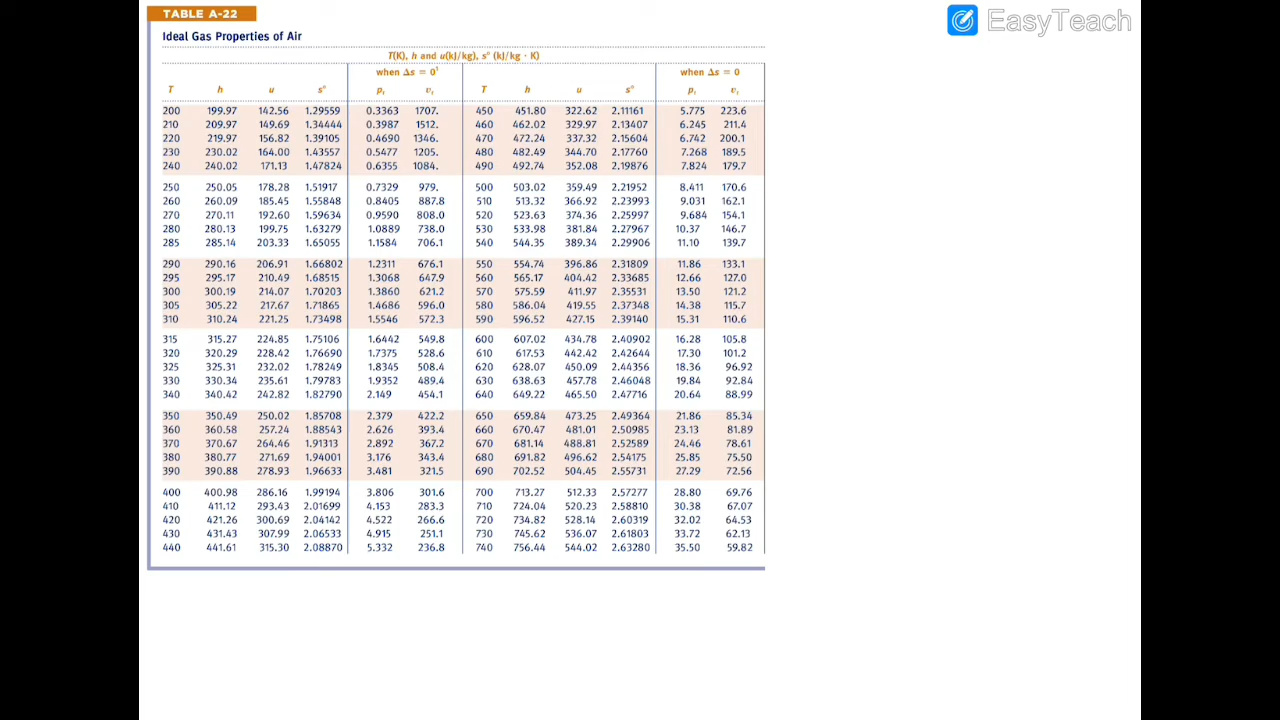 TABLE A-22
EasyTeach
Ideal Gas Properties of Air
T(K), h and u(kJ/kg), s° (kJ/kg · K)
when Δs = 0¹ when Δs = 0
T h u s° pᵣ vᵣ T h u s° pᵣ vᵣ
200 199.97 142.56 1.29559 0.3363 1707. 450 451.80 322.62 2.11161 5.775 223.6
210 209.97 149.69 1.34444 0.3987 1512. 460 462.02 329.97 2.13407 6.245 211.4
220 219.97 156.82 1.39105 0.4690 1346. 470 472.24 337.32 2.15604 6.742 200.1
230 230.02 164.00 1.43557 0.5477 1205. 480 482.49 344.70 2.17760 7.268 189.5
240 240.02 171.13 1.47824 0.6355 1084. 490 492.74 352.08 2.19876 7.824 179.7
250 250.05 178.28 1.51917 0.7329 979. 500 503.02 359.49 2.21952 8.411 170.6
260 260.09 185.45 1.55848 0.8405 887.8 510 513.32 366.92 2.23993 9.031 162.1
270 270.11 192.60 1.59634 0.9590 808.0 520 523.63 374.36 2.25997 9.684 154.1
280 280.13 199.75 1.63279 1.0889 738.0 530 533.98 381.84 2.27967 10.37 146.7
285 285.14 203.33 1.65055 1.1584 706.1 540 544.35 389.34 2.29906 11.10 139.7
290 290.16 206.91 1.66802 1.2311 676.1 550 554.74 396.86 2.31809 11.86 133.1
295 295.17 210.49 1.68515 1.3068 647.9 560 565.17 404.42 2.33685 12.66 127.0
300 300.19 214.07 1.70203 1.3860 621.2 570 575.59 411.97 2.35531 13.50 121.2
305 305.22 217.67 1.71865 1.4686 596.0 580 586.04 419.55 2.37348 14.38 115.7
310 310.24 221.25 1.73498 1.5546 572.3 590 596.52 427.15 2.39140 15.31 110.6
315 315.27 224.85 1.75106 1.6442 549.8 600 607.02 434.78 2.40902 16.28 105.8
320 320.29 228.42 1.76690 1.7375 528.6 610 617.53 442.42 2.42644 17.30 101.2
325 325.31 232.02 1.78249 1.8345 508.4 620 628.07 450.09 2.44356 18.36 96.92
330 330.34 235.61 1.79783 1.9352 489.4 630 638.63 457.78 2.46048 19.84 92.84
340 340.42 242.82 1.82790 2.149 454.1 640 649.22 465.50 2.47716 20.64 88.99
350 350.49 250.02 1.85708 2.379 422.2 650 659.84 473.25 2.49364 21.86 85.34
360 360.58 257.24 1.88543 2.626 393.4 660 670.47 481.01 2.50985 23.13 81.89
370 370.67 264.46 1.91313 2.892 367.2 670 681.14 488.81 2.52589 24.46 78.61
380 380.77 271.69 1.94001 3.176 343.4 680 691.82 496.62 2.54175 25.85 75.50
390 390.88 278.93 1.96633 3.481 321.5 690 702.52 504.45 2.55731 27.29 72.56
400 400.98 286.16 1.99194 3.806 301.6 700 713.27 512.33 2.57277 28.80 69.76
410 411.12 293.43 2.01699 4.153 283.3 710 724.04 520.23 2.58810 30.38 67.07
420 421.26 300.69 2.04142 4.522 266.6 720 734.82 528.14 2.60319 32.02 64.53
430 431.43 307.99 2.06533 4.915 251.1 730 745.62 536.07 2.61803 33.72 62.13
440 441.61 315.30 2.08870 5.332 236.8 740 756.44 544.02 2.63280 35.50 59.82